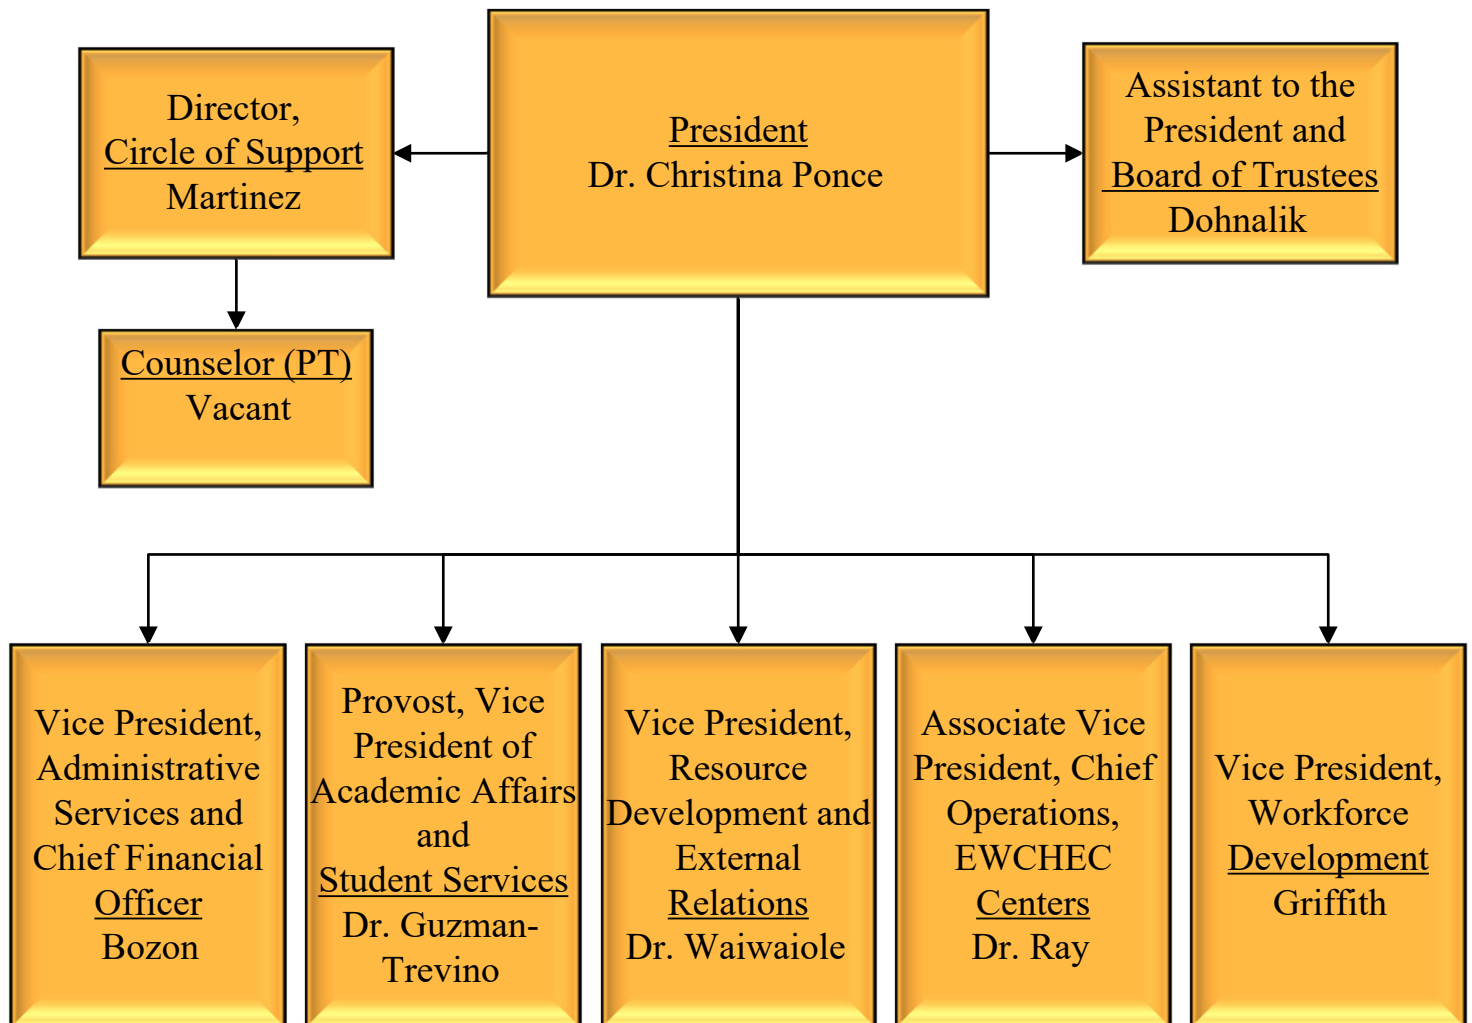 Director,
Circle of Support
Martinez
President
Dr. Christina Ponce
Assistant to the
President and
Board of Trustees
Dohnalik
Counselor (PT)
Vacant
Vice President,
Administrative
Services and
Chief Financial
Officer
Bozon
Provost, Vice
President of
Academic Affairs
and
Student Services
Dr. Guzman-
Trevino
Vice President,
Resource
Development and
External
Relations
Dr. Waiwaiole
Associate Vice
President, Chief
Operations,
EWCHEC
Centers
Dr. Ray
Vice President,
Workforce
Development
Griffith